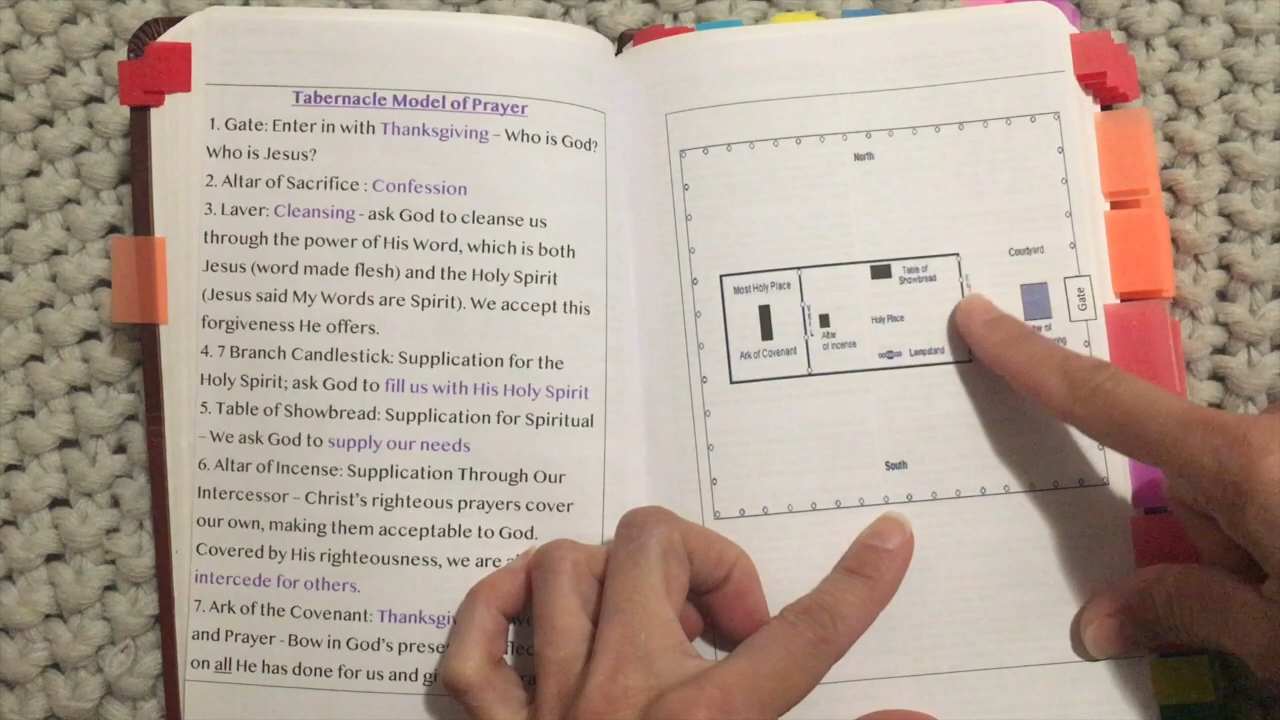 Tabernacle Model of Prayer
1. Gate: Enter in with Thanksgiving – Who is God?
Who is Jesus?
2. Altar of Sacrifice : Confession
3. Laver: Cleansing - ask God to cleanse us
through the power of His Word, which is both
Jesus (word made flesh) and the Holy Spirit
(Jesus said My Words are Spirit). We accept this
forgiveness He offers.
4. 7 Branch Candlestick: Supplication for the
Holy Spirit; ask God to fill us with His Holy Spirit
5. Table of Showbread: Supplication for Spiritual
– We ask God to supply our needs
6. Altar of Incense: Supplication Through Our
Intercessor – Christ's righteous prayers cover
our own, making them acceptable to God.
Covered by His righteousness, we are
intercede for others.
7. Ark of the Covenant:
and Prayer - Bow in God's
on all He has done for us and
North
Courtyard
Table of
Showbread
Most Holy Place
Gate
VEIL
Altar
of Incense
Holy Place
Ark of Covenant
Lampstand
South